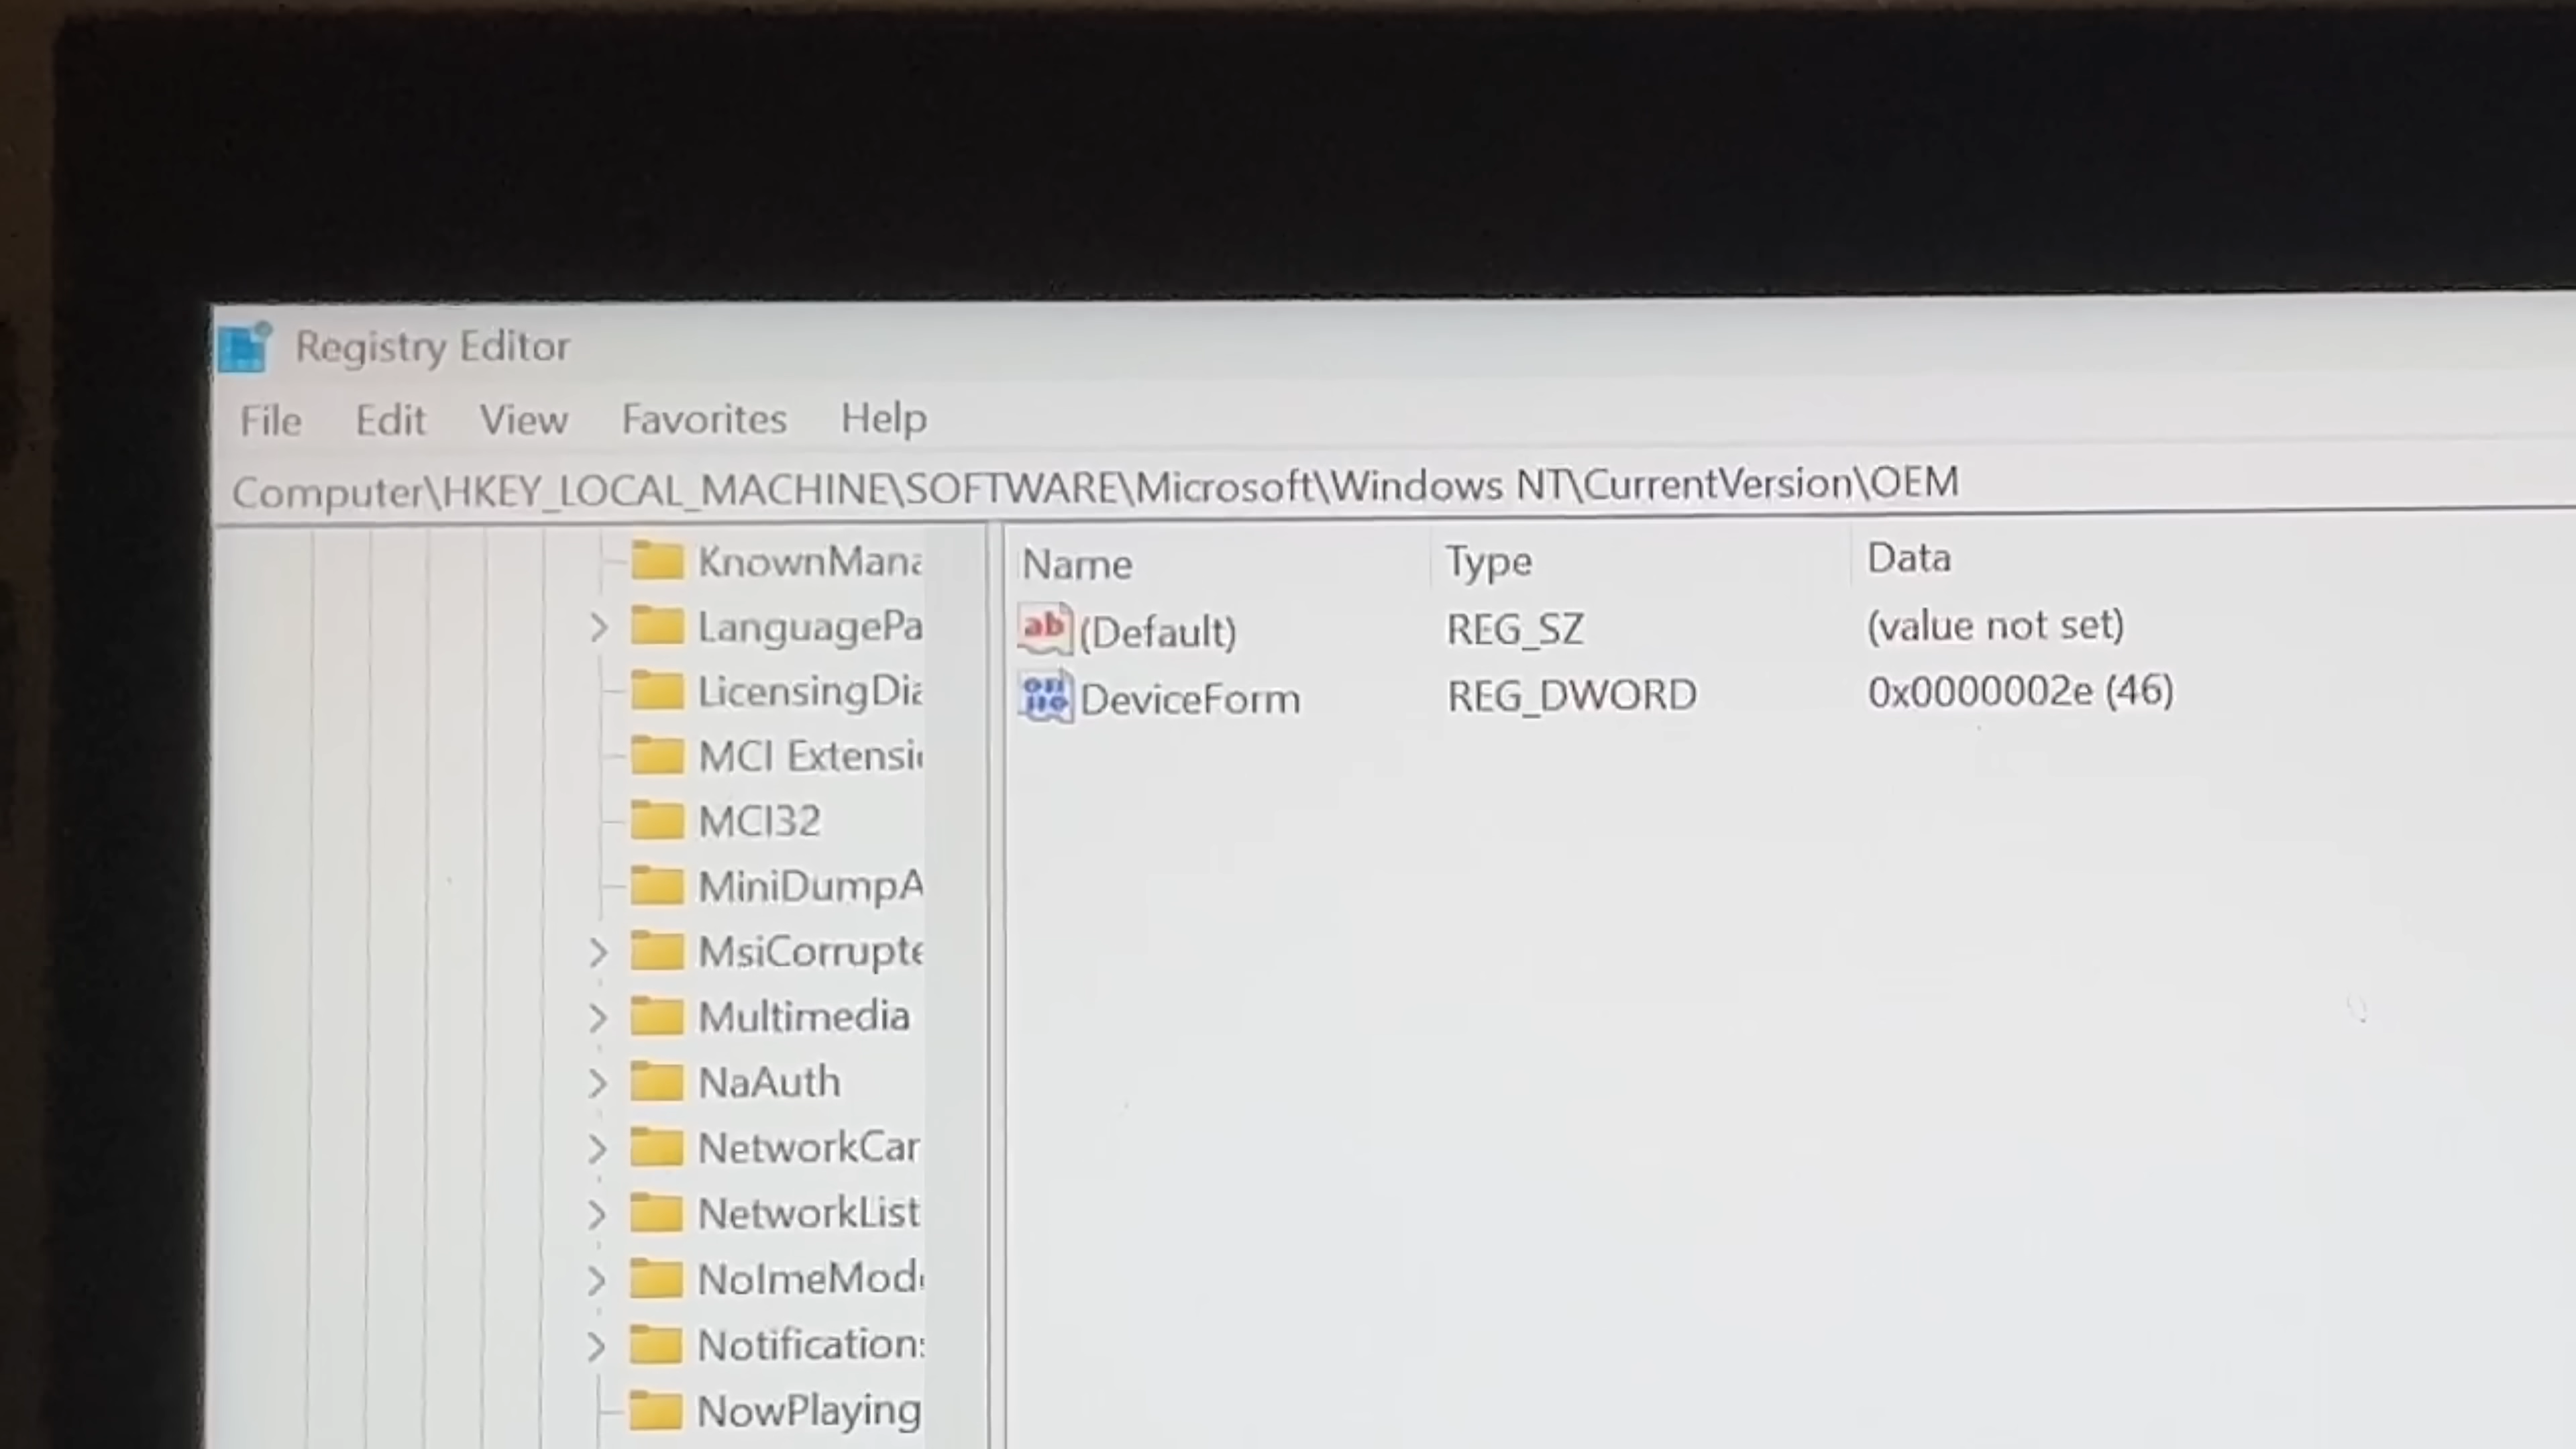 Registry Editor
File Edit View Favorites Help
Computer\HKEY_LOCAL_MACHINE\SOFTWARE\Microsoft\Windows NT\CurrentVersion\OEM
KnownMana
LanguagePa
LicensingDia
MCI Extensi
MCI32
MiniDumpA
MsiCorrupte
Multimedia
NaAuth
NetworkCar
NetworkList
NoImeMod
Notifications
NowPlaying
Name Type Data
ab (Default) REG_SZ (value not set)
DeviceForm REG_DWORD 0x0000002e (46)